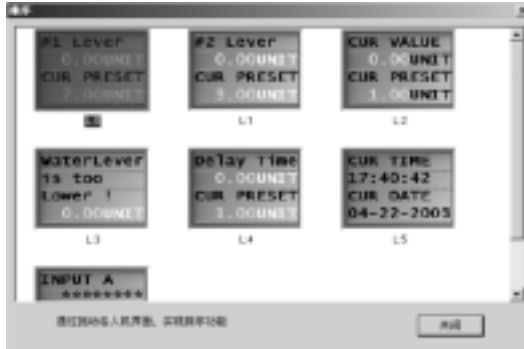 #1 Lever
0.00UNIT
CUR PRESET
7.00UNIT
#2 Lever
0.00UNIT
CUR PRESET
3.00UNIT
L1
CUR VALUE
0.00UNIT
CUR PRESET
1.00UNIT
L2
WaterLever
is too
Lower !
0.00UNIT
L3
Delay Time
0.00UNIT
CUR PRESET
1.00UNIT
L4
CUR TIME
17:40:42
CUR DATE
04-22-2003
L5
INPUT A
********